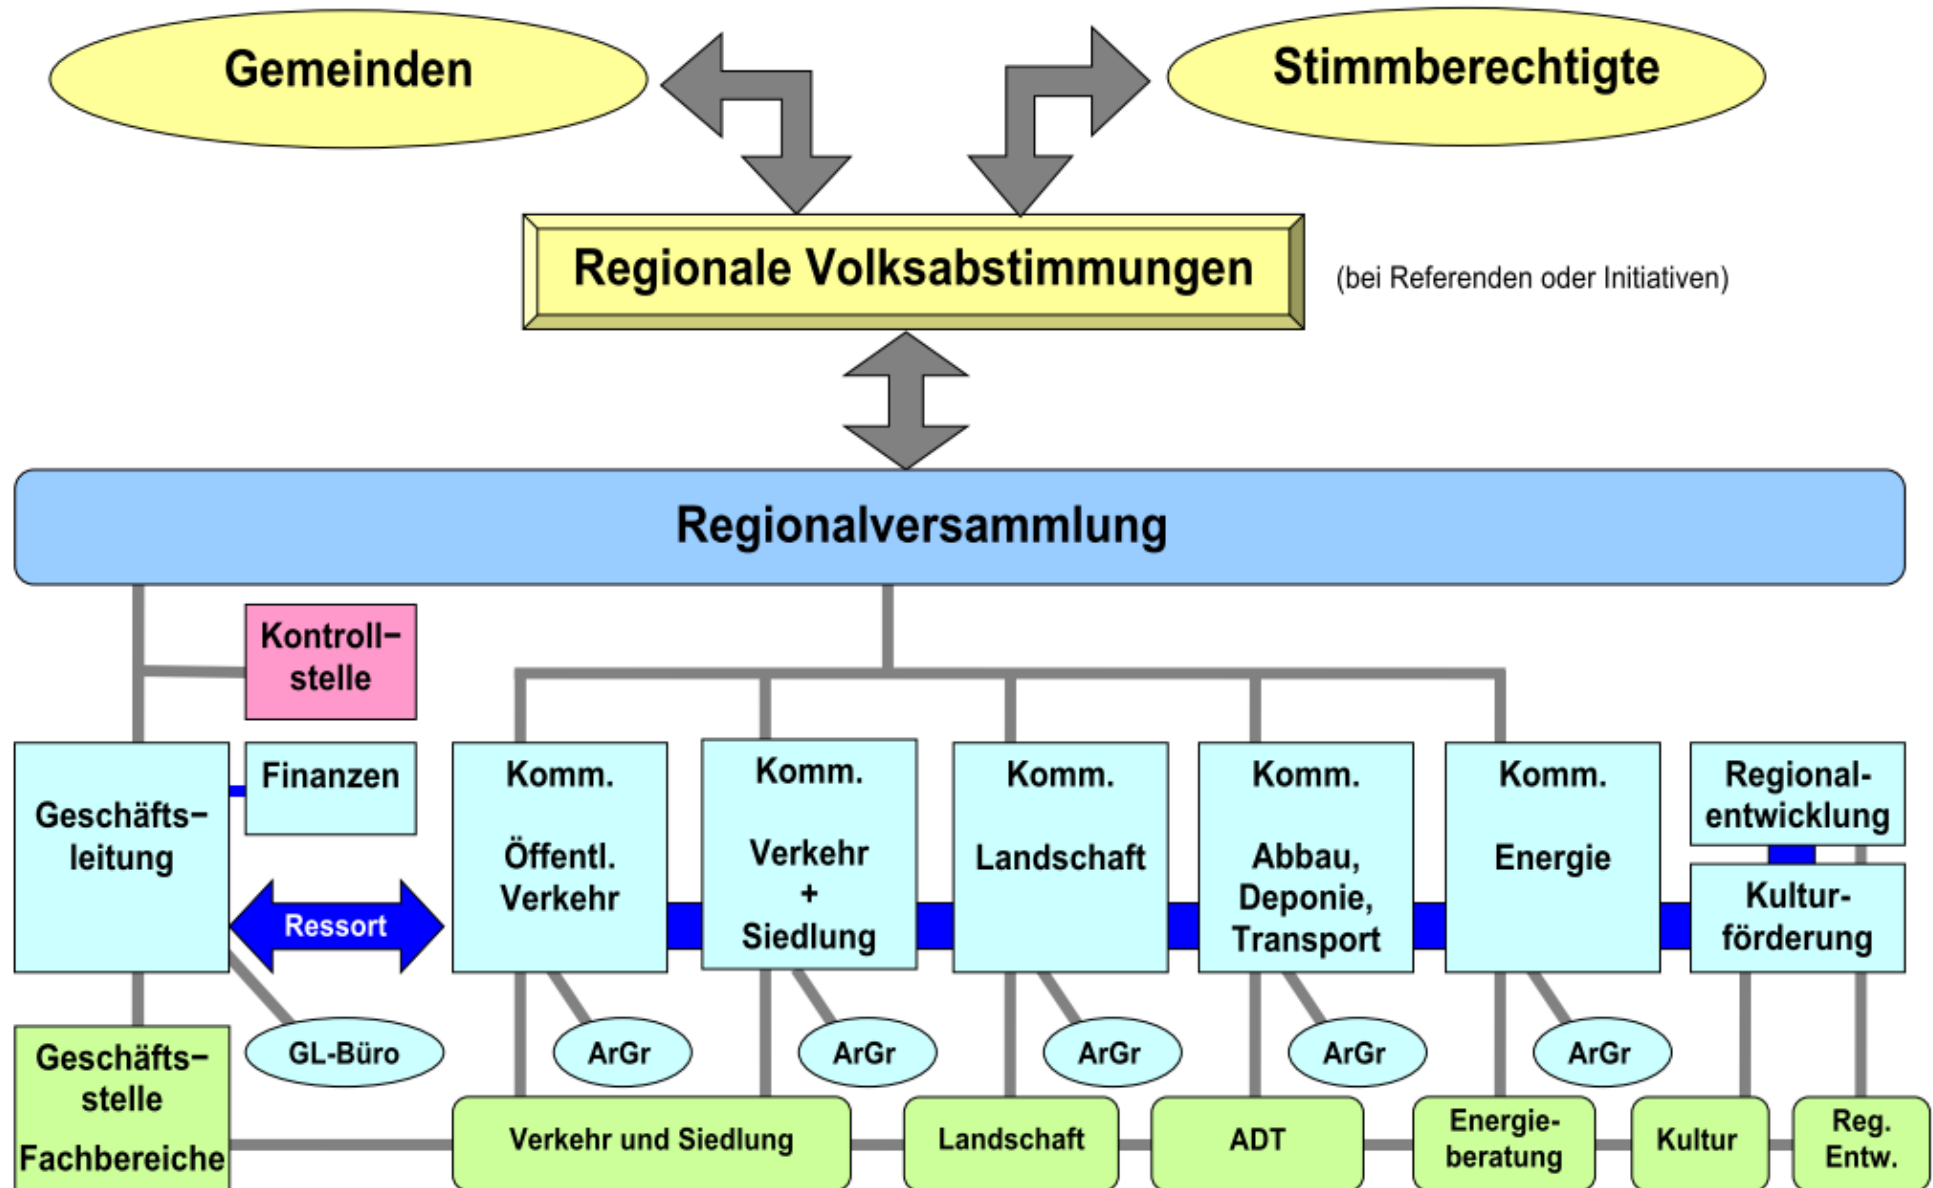 Gemeinden
Stimmberechtigte
Regionale Volksabstimmungen
(bei Referenden oder Initiativen)
Regionalversammlung
Kontroll–
stelle
Geschäfts–
leitung
Finanzen
Ressort
Komm.
Öffentl.
Verkehr
Komm.
Verkehr
+
Siedlung
Komm.
Landschaft
Komm.
Abbau,
Deponie,
Transport
Komm.
Energie
Regional-
entwicklung
Kultur-
förderung
GL-Büro
ArGr
ArGr
ArGr
ArGr
ArGr
Geschäfts–
stelle
Fachbereiche
Verkehr und Siedlung
Landschaft
ADT
Energie-
beratung
Kultur
Reg.
Entw.